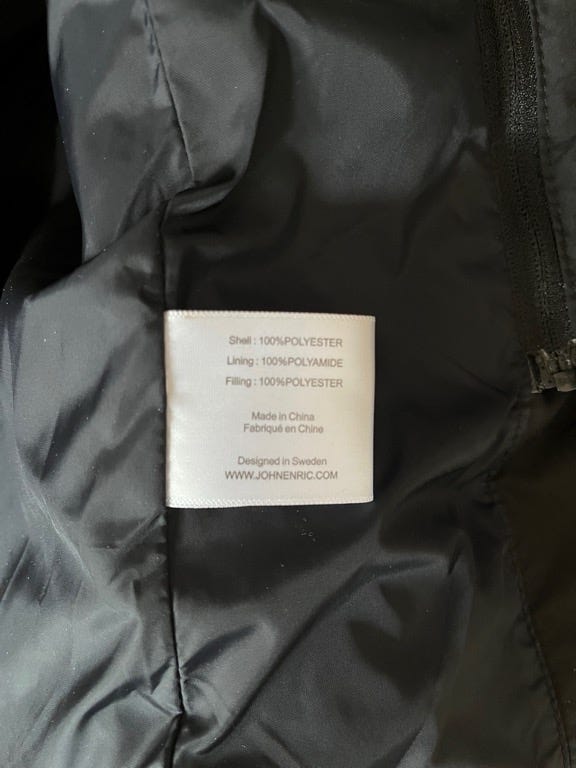 Shell : 100%POLYESTER
Lining : 100%POLYAMIDE
Filling : 100%POLYESTER
Made in China
Fabriqué en Chine
Designed in Sweden
WWW.JOHNENRIC.COM